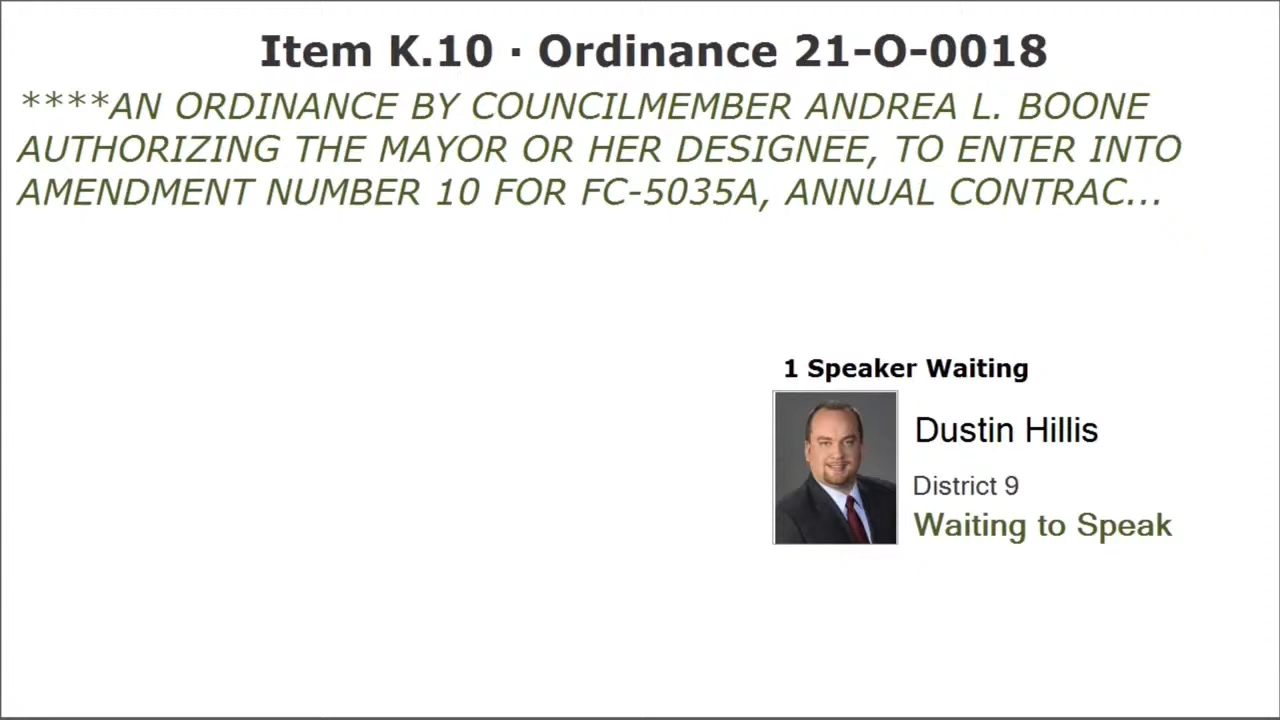 Item K.10 · Ordinance 21-O-0018
****AN ORDINANCE BY COUNCILMEMBER ANDREA L. BOONE
AUTHORIZING THE MAYOR OR HER DESIGNEE, TO ENTER INTO
AMENDMENT NUMBER 10 FOR FC-5035A, ANNUAL CONTRAC...
1 Speaker Waiting
Dustin Hillis
District 9
Waiting to Speak